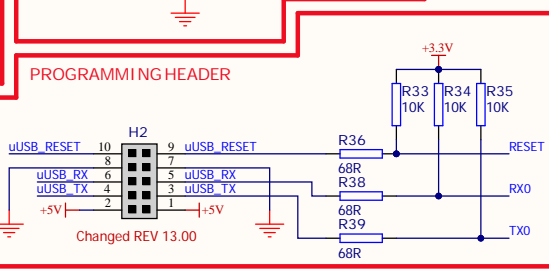 +3.3V
PROGRAMMING HEADER
R33 R34 R35
10K 10K 10K
H2
uUSB_RESET 10 9 uUSB_RESET R36 RESET
8 7 68R
uUSB_RX 6 5 uUSB_RX R38 RX0
uUSB_TX 4 3 uUSB_TX 68R
+5V 2 1 +5V R39 TX0
Changed REV 13.00 68R